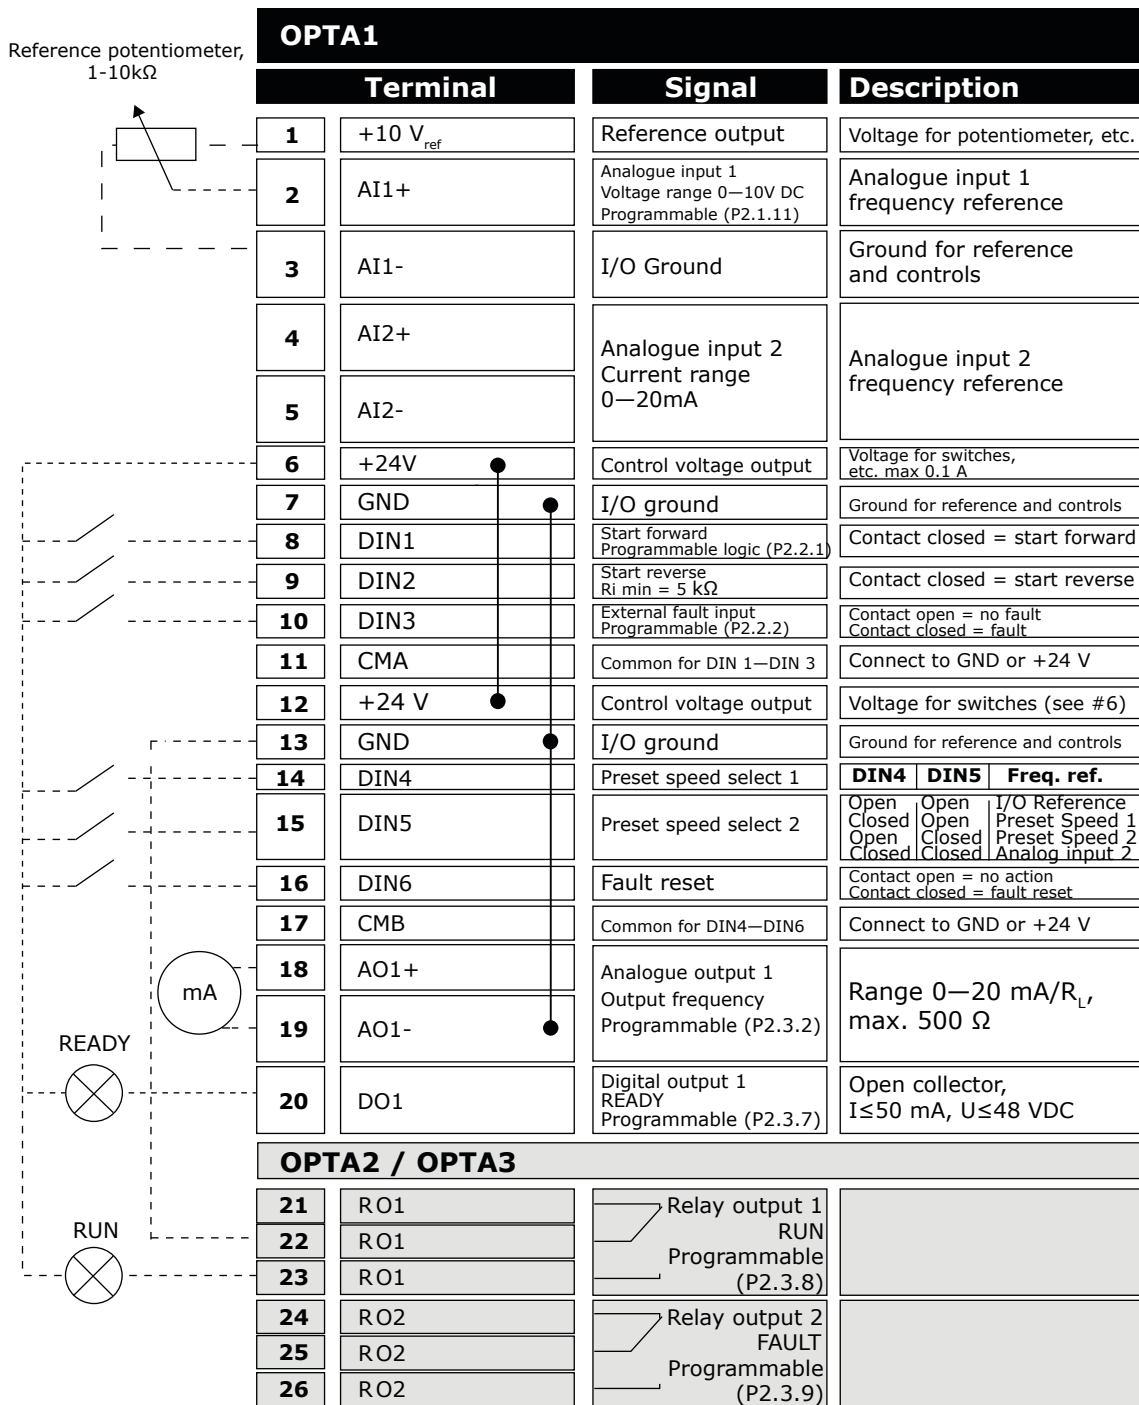 Reference potentiometer,
1-10kΩ
OPTA1
Terminal Signal Description
1 +10 Vref Reference output Voltage for potentiometer, etc.
2 AI1+ Analogue input 1
Voltage range 0—10V DC
Programmable (P2.1.11)
Analogue input 1
frequency reference
3 AI1- I/O Ground Ground for reference
and controls
4 AI2+
5 AI2-
Analogue input 2
Current range
0—20mA
Analogue input 2
frequency reference
6 +24V Control voltage output Voltage for switches,
etc. max 0.1 A
7 GND I/O ground Ground for reference and controls
8 DIN1 Start forward
Programmable logic (P2.2.1)
Contact closed = start forward
9 DIN2 Start reverse
Ri min = 5 kΩ
Contact closed = start reverse
10 DIN3 External fault input
Programmable (P2.2.2)
Contact open = no fault
Contact closed = fault
11 CMA Common for DIN 1—DIN 3 Connect to GND or +24 V
12 +24 V Control voltage output Voltage for switches (see #6)
13 GND I/O ground Ground for reference and controls
14 DIN4 Preset speed select 1 DIN4 DIN5 Freq. ref.
15 DIN5 Preset speed select 2
Open Open I/O Reference
Closed Open Preset Speed 1
Open Closed Preset Speed 2
Closed Closed Analog input 2
16 DIN6 Fault reset Contact open = no action
Contact closed = fault reset
17 CMB Common for DIN4—DIN6 Connect to GND or +24 V
mA
18 AO1+
19 AO1-
Analogue output 1
Output frequency
Programmable (P2.3.2)
Range 0—20 mA/RL,
max. 500 Ω
READY
20 DO1 Digital output 1
READY
Programmable (P2.3.7)
Open collector,
I≤50 mA, U≤48 VDC
OPTA2 / OPTA3
RUN
21 RO1
22 RO1
23 RO1
Relay output 1
RUN
Programmable
(P2.3.8)
24 RO2
25 RO2
26 RO2
Relay output 2
FAULT
Programmable
(P2.3.9)